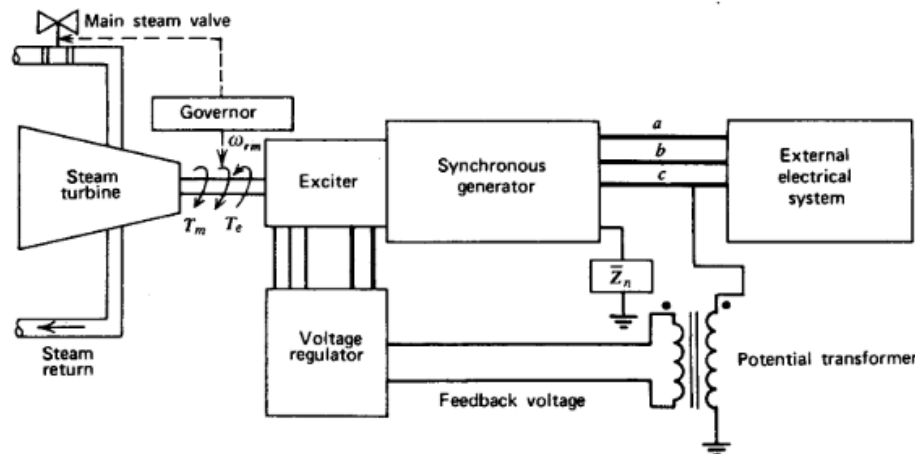 Main steam valve
Governor
ω_rm
Steam
turbine
T_m
T_e
Exciter
Synchronous
generator
a
b
c
External
electrical
system
Z̅_n
Voltage
regulator
Steam
return
Feedback voltage
Potential transformer